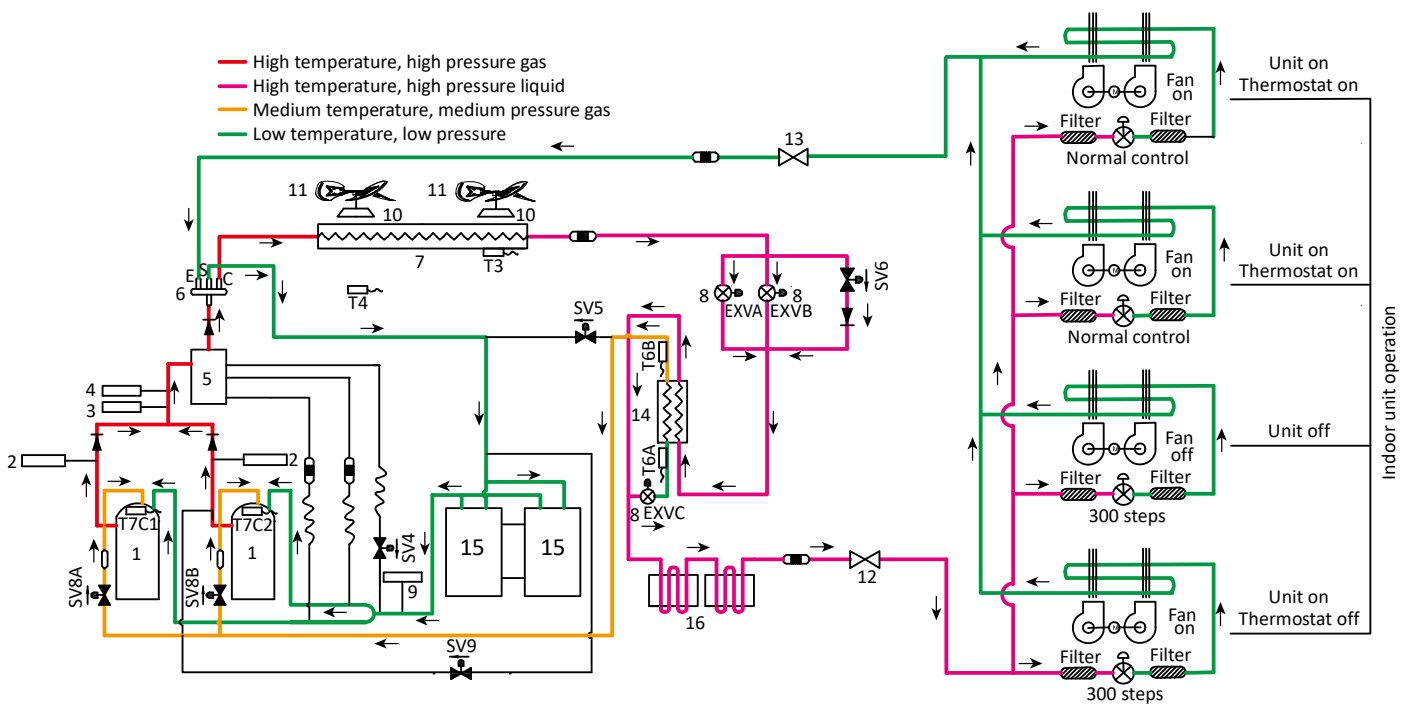 High temperature, high pressure gas
High temperature, high pressure liquid
Medium temperature, medium pressure gas
Low temperature, low pressure
13
11
11
10
10
7
T3
T4
E
S
C
6
8
EXVA
8
EXVB
SV6
SV5
T6B
14
T6A
8
EXVC
4
3
5
2
2
T7C1
1
T7C2
1
SV8A
SV8B
SV4
9
15
15
SV9
16
12
Fan
on
Filter
Filter
Normal control
Unit on
Thermostat on
Fan
on
Filter
Filter
Normal control
Unit on
Thermostat on
Fan
off
Filter
Filter
300 steps
Unit off
Fan
on
Filter
Filter
300 steps
Unit on
Thermostat off
Indoor unit operation